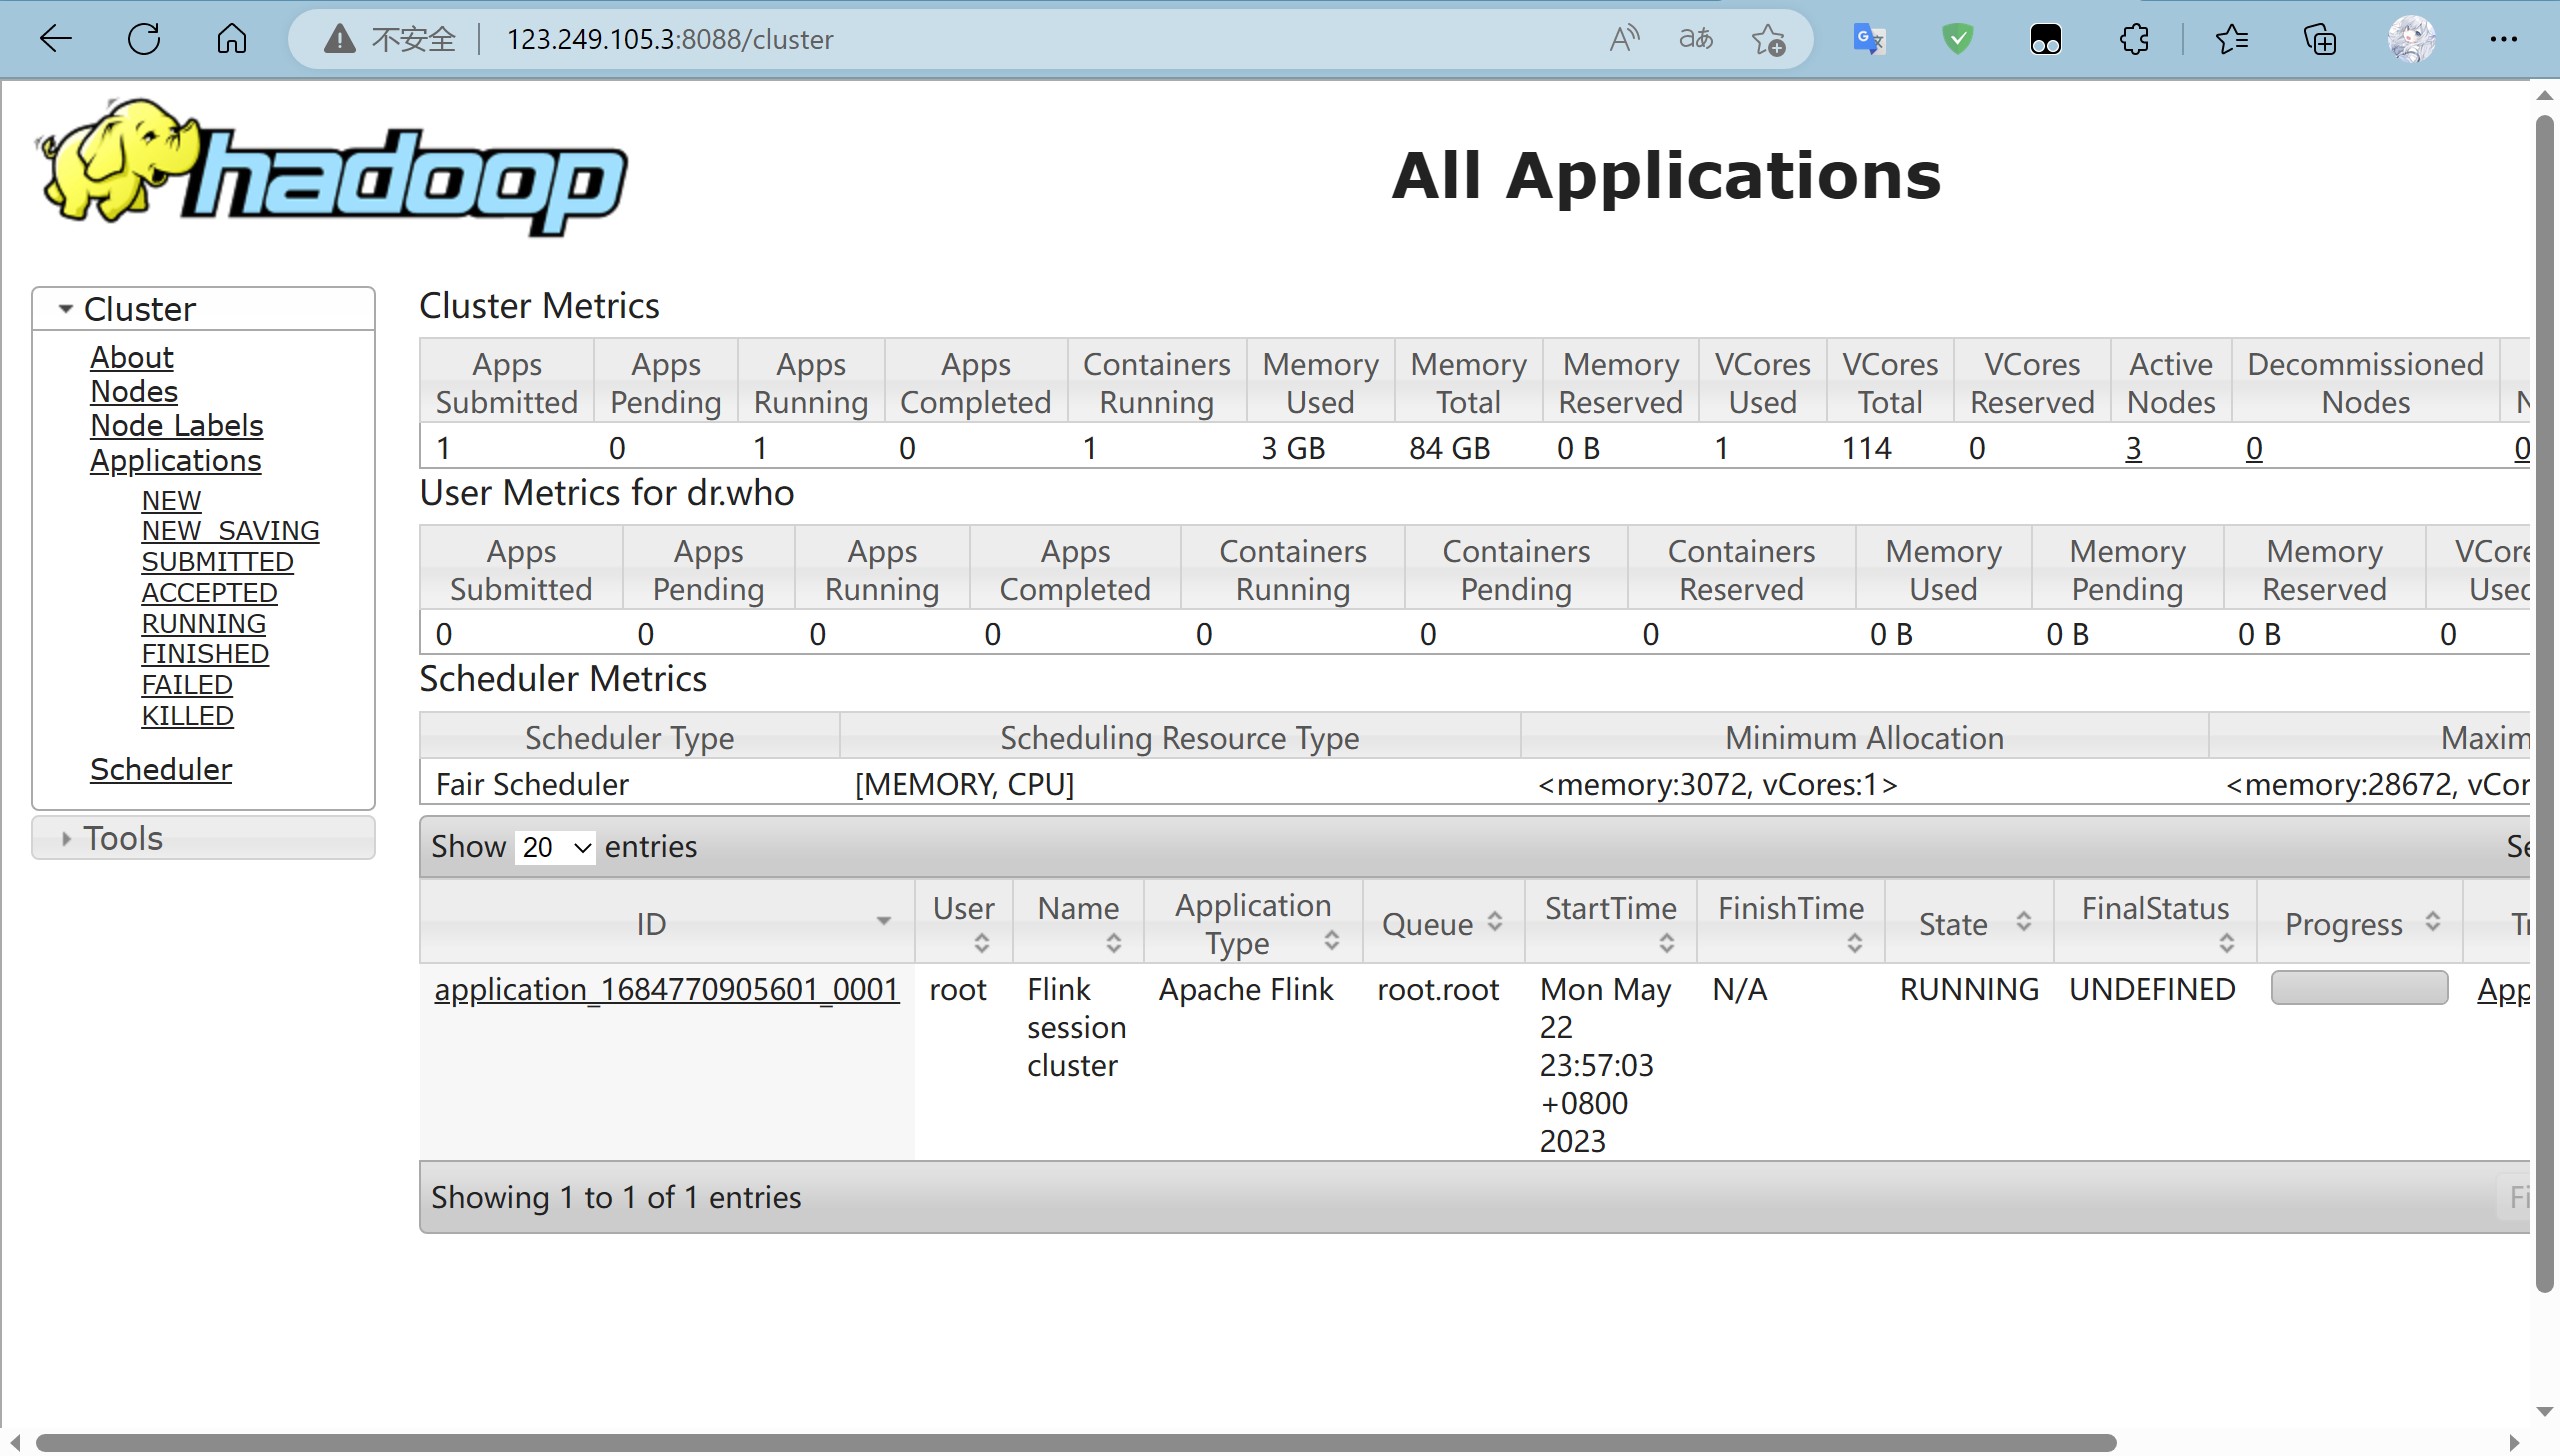 不安全 123.249.105.3:8088/cluster
hadoop
All Applications
Cluster
About
Nodes
Node Labels
Applications
NEW
NEW_SAVING
SUBMITTED
ACCEPTED
RUNNING
FINISHED
FAILED
KILLED
Scheduler
Tools
Cluster Metrics
Apps Submitted Apps Pending Apps Running Apps Completed Containers Running Memory Used Memory Total Memory Reserved VCores Used VCores Total VCores Reserved Active Nodes Decommissioned Nodes
1 0 1 0 1 3 GB 84 GB 0 B 1 114 0 3 0 0
User Metrics for dr.who
Apps Submitted Apps Pending Apps Running Apps Completed Containers Running Containers Pending Containers Reserved Memory Used Memory Pending Memory Reserved VCore Used
0 0 0 0 0 0 0 0 B 0 B 0 B 0
Scheduler Metrics
Scheduler Type Scheduling Resource Type Minimum Allocation Maxim
Fair Scheduler [MEMORY, CPU] <memory:3072, vCores:1> <memory:28672, vCor
Show 20 entries Se
ID User Name Application Type Queue StartTime FinishTime State FinalStatus Progress
application_1684770905601_0001 root Flink session cluster Apache Flink root.root Mon May 22 23:57:03 +0800 2023 N/A RUNNING UNDEFINED App
Showing 1 to 1 of 1 entries Fi